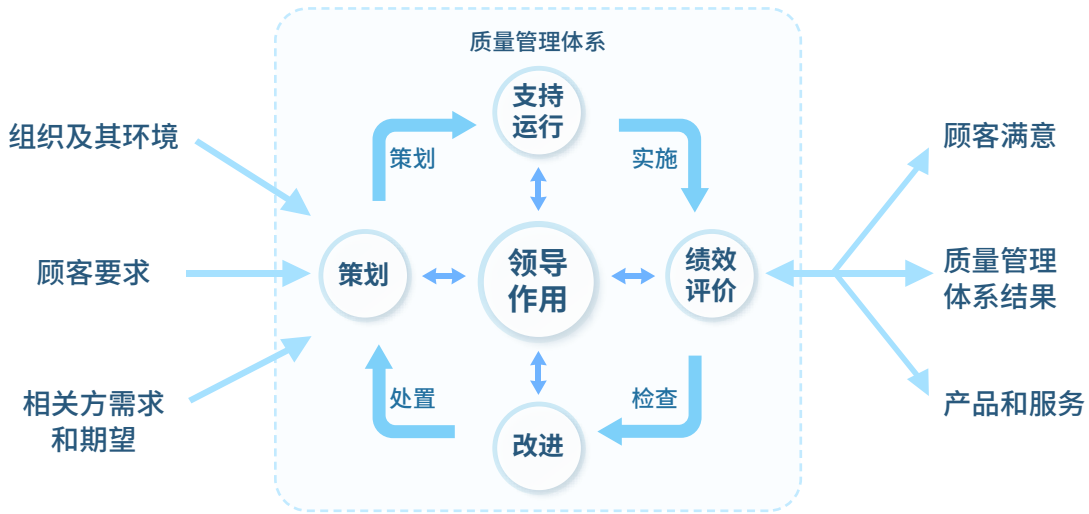 质量管理体系
支持
运行
策划
实施
组织及其环境
顾客要求
相关方需求
和期望
策划
领导
作用
绩效
评价
处置
检查
改进
顾客满意
质量管理
体系结果
产品和服务